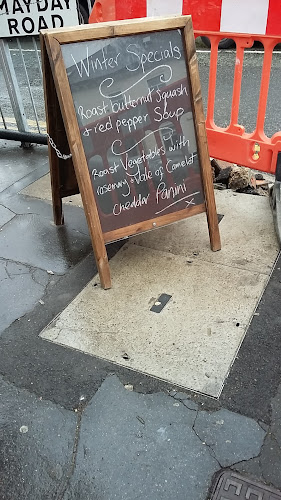 MAYDAY
ROAD
Winter Specials
Roast butternut Squash
+ red pepper Soup
Roast Vegetables with
rosemary + Vale of Camelot
Cheddar Panini